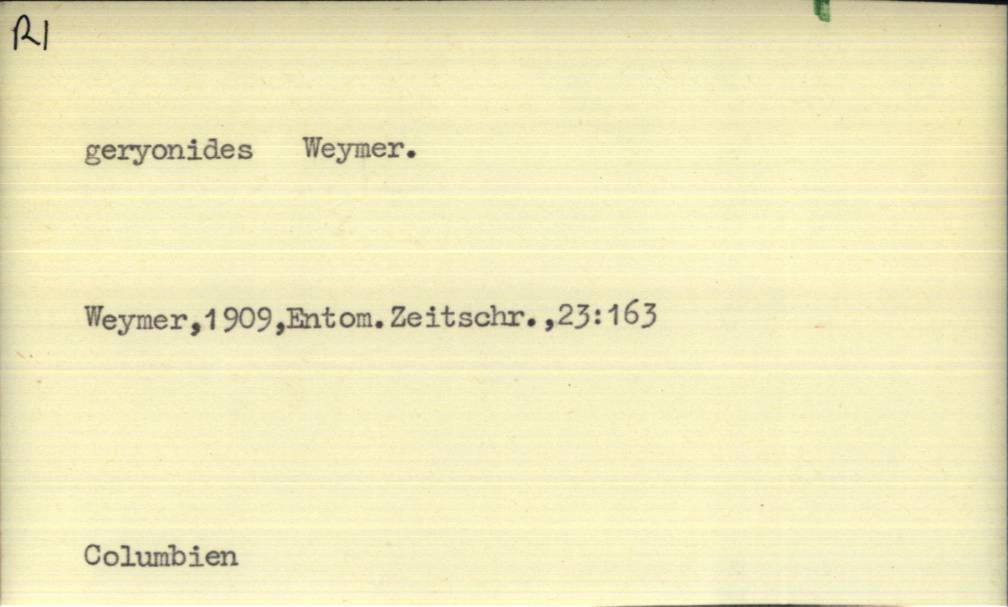 R1
geryonides Weymer.
Weymer,1909,Entom.Zeitschr.,23:163
Columbien